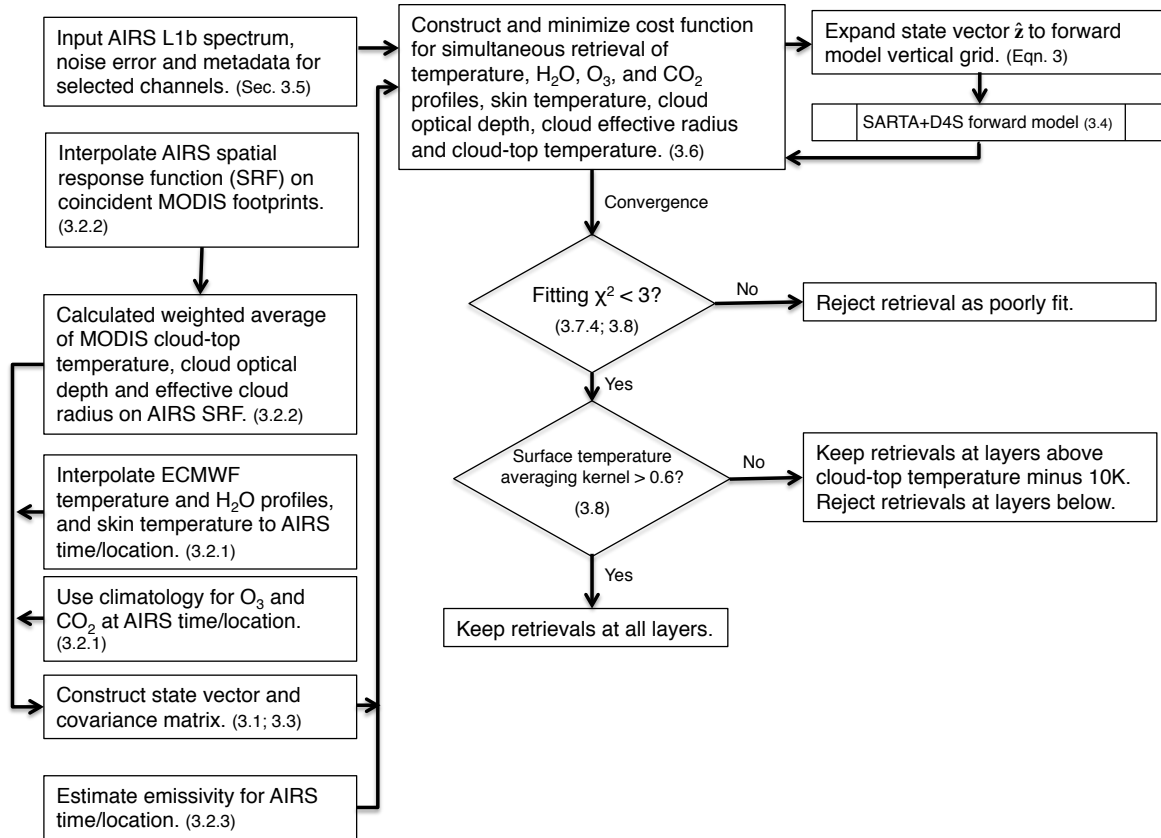 Input AIRS L1b spectrum,
noise error and metadata for
selected channels. (Sec. 3.5)
Interpolate AIRS spatial
response function (SRF) on
coincident MODIS footprints.
(3.2.2)
Calculated weighted average
of MODIS cloud-top
temperature, cloud optical
depth and effective cloud
radius on AIRS SRF. (3.2.2)
Interpolate ECMWF
temperature and H₂O profiles,
and skin temperature to AIRS
time/location. (3.2.1)
Use climatology for O₃ and
CO₂ at AIRS time/location.
(3.2.1)
Construct state vector and
covariance matrix. (3.1; 3.3)
Estimate emissivity for AIRS
time/location. (3.2.3)
Construct and minimize cost function
for simultaneous retrieval of
temperature, H₂O, O₃, and CO₂
profiles, skin temperature, cloud
optical depth, cloud effective radius
and cloud-top temperature. (3.6)
Expand state vector ẑ to forward
model vertical grid. (Eqn. 3)
SARTA+D4S forward model (3.4)
Convergence
Fitting χ² < 3?
(3.7.4; 3.8)
No
Reject retrieval as poorly fit.
Yes
Surface temperature
averaging kernel > 0.6?
(3.8)
No
Keep retrievals at layers above
cloud-top temperature minus 10K.
Reject retrievals at layers below.
Yes
Keep retrievals at all layers.